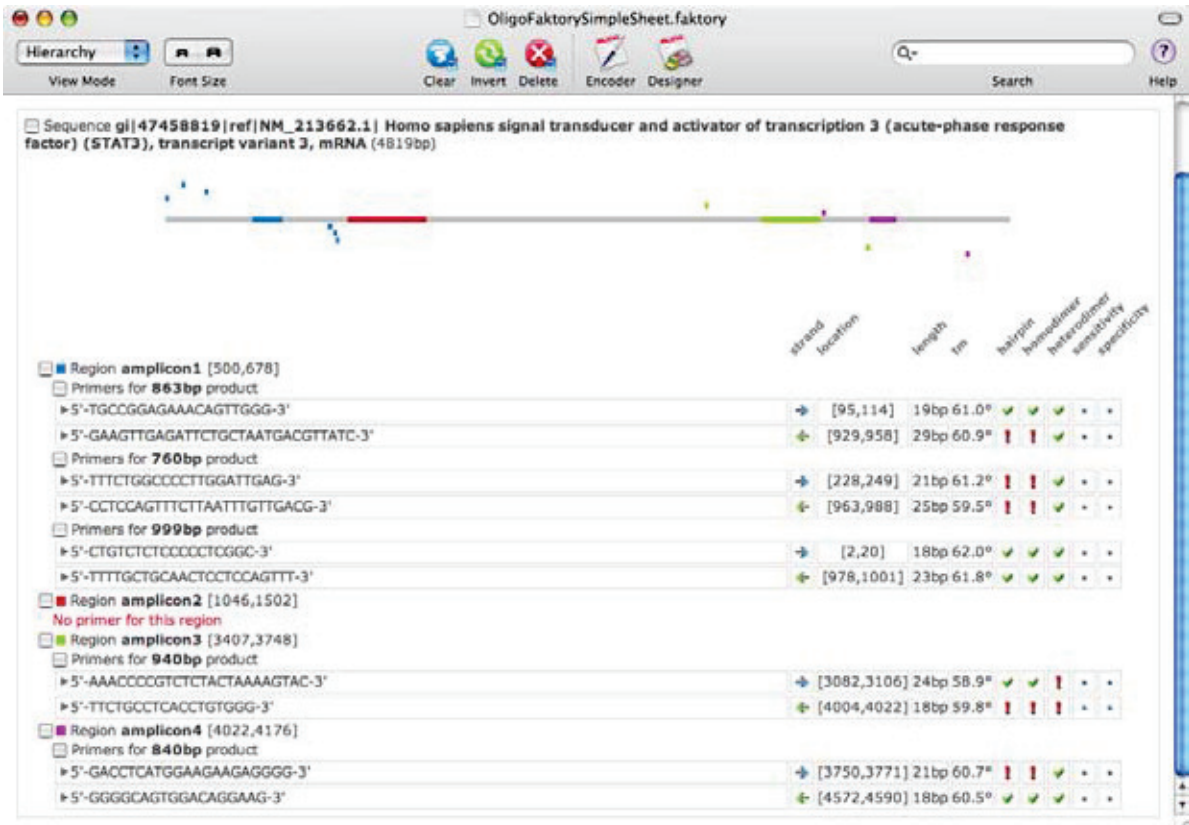 OligoFaktorySimpleSheet.faktory
Hierarchy
View Mode
A A
Font Size
Clear Invert Delete Encoder Designer
Q-
Search
?
Help
Sequence gi|47458819|ref|NM_213662.1| Homo sapiens signal transducer and activator of transcription 3 (acute-phase response
factor) (STAT3), transcript variant 3, mRNA (4819bp)
strand location length tm hairpin homodimer heterodimer sensitivity specificity
Region amplicon1 [500,678]
Primers for 863bp product
5'-TGCCGGAGAAACAGTTGGG-3' [95,114] 19bp 61.0°
5'-GAAGTTGAGATTCTGCTAATGACGTTATC-3' [929,958] 29bp 60.9°
Primers for 760bp product
5'-TTTCTGGCCCCTTGGATTGAG-3' [228,249] 21bp 61.2°
5'-CCTCCAGTTTCTTAATTTGTTGACG-3' [963,988] 25bp 59.5°
Primers for 999bp product
5'-CTGTCTCTCCCCCTCGGC-3' [2,20] 18bp 62.0°
5'-TTTTGCTGCAACTCCTCCAGTTT-3' [978,1001] 23bp 61.8°
Region amplicon2 [1046,1502]
No primer for this region
Region amplicon3 [3407,3748]
Primers for 940bp product
5'-AAACCCCGTCTCTACTAAAAGTAC-3' [3082,3106] 24bp 58.9°
5'-TTCTGCCTCACCTGTGGG-3' [4004,4022] 18bp 59.8°
Region amplicon4 [4022,4176]
Primers for 840bp product
5'-GACCTCATGGAAGAAGAGGGG-3' [3750,3771] 21bp 60.7°
5'-GGGGCAGTGGACAGGAAG-3' [4572,4590] 18bp 60.5°